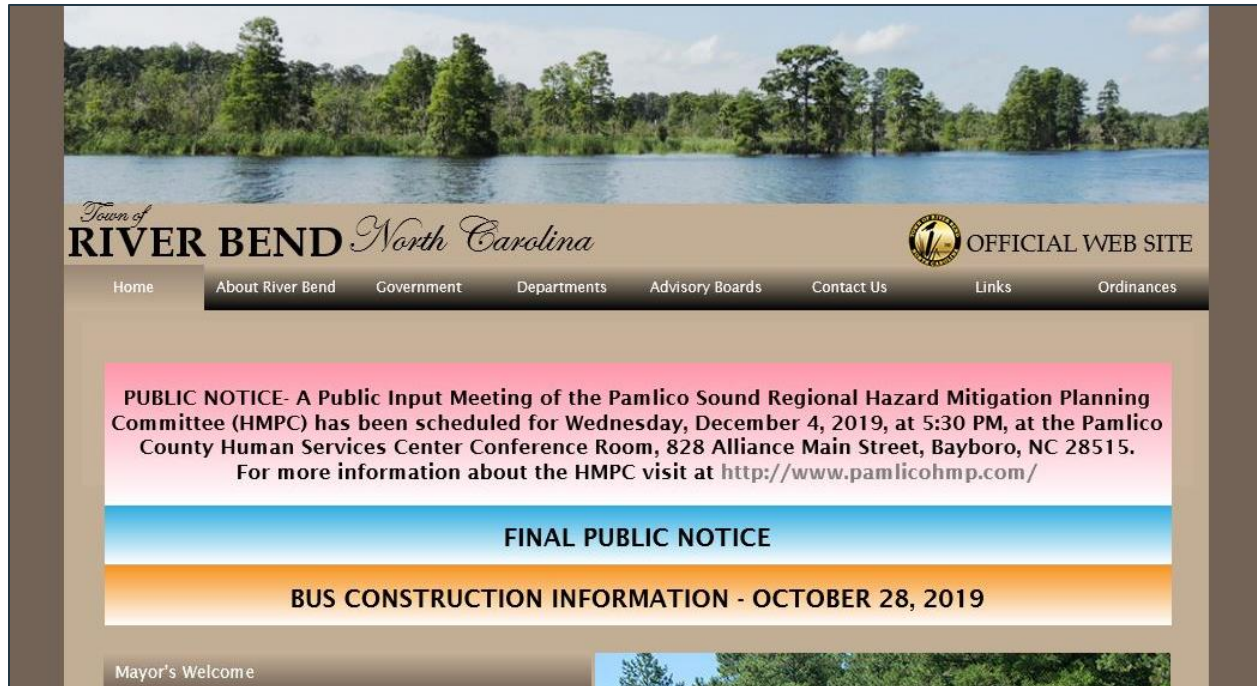 Town of
RIVER BEND North Carolina
OFFICIAL WEB SITE
Home About River Bend Government Departments Advisory Boards Contact Us Links Ordinances
PUBLIC NOTICE- A Public Input Meeting of the Pamlico Sound Regional Hazard Mitigation Planning
Committee (HMPC) has been scheduled for Wednesday, December 4, 2019, at 5:30 PM, at the Pamlico
County Human Services Center Conference Room, 828 Alliance Main Street, Bayboro, NC 28515.
For more information about the HMPC visit at http://www.pamlicohmp.com/
FINAL PUBLIC NOTICE
BUS CONSTRUCTION INFORMATION - OCTOBER 28, 2019
Mayor's Welcome